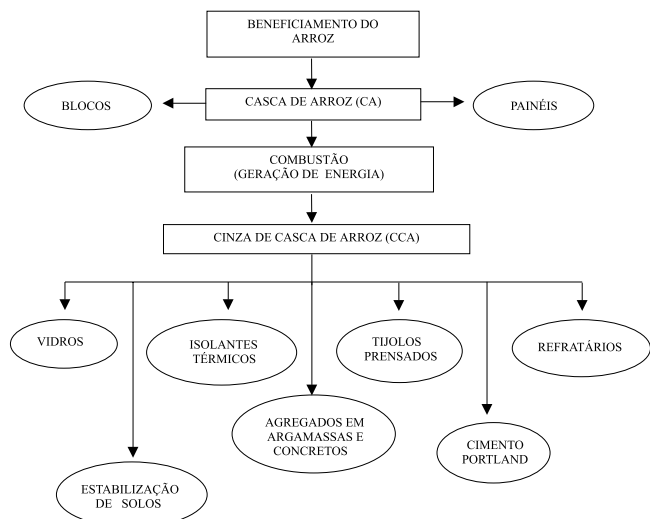 BENEFICIAMENTO DO
ARROZ
BLOCOS
CASCA DE ARROZ (CA)
PAINÉIS
COMBUSTÃO
(GERAÇÃO DE ENERGIA)
CINZA DE CASCA DE ARROZ (CCA)
VIDROS
ISOLANTES
TÉRMICOS
TIJOLOS
PRENSADOS
REFRATÁRIOS
AGREGADOS EM
ARGAMASSAS E
CONCRETOS
CIMENTO
PORTLAND
ESTABILIZAÇÃO
DE SOLOS